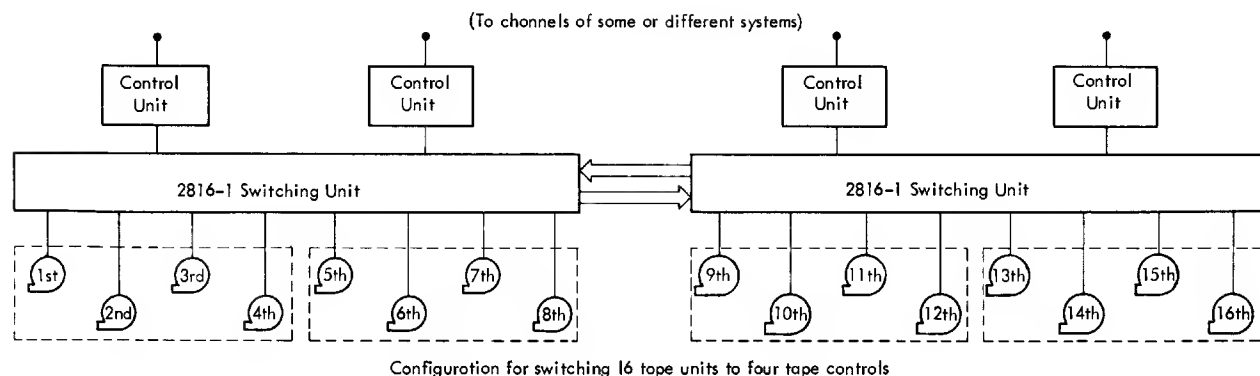 (To channels of some or different systems)
Control
Unit
Control
Unit
Control
Unit
Control
Unit
2816-1 Switching Unit
2816-1 Switching Unit
1st
3rd
5th
7th
9th
11th
13th
15th
2nd
4th
6th
8th
10th
12th
14th
16th
Configuration for switching 16 tope units to four tape controls